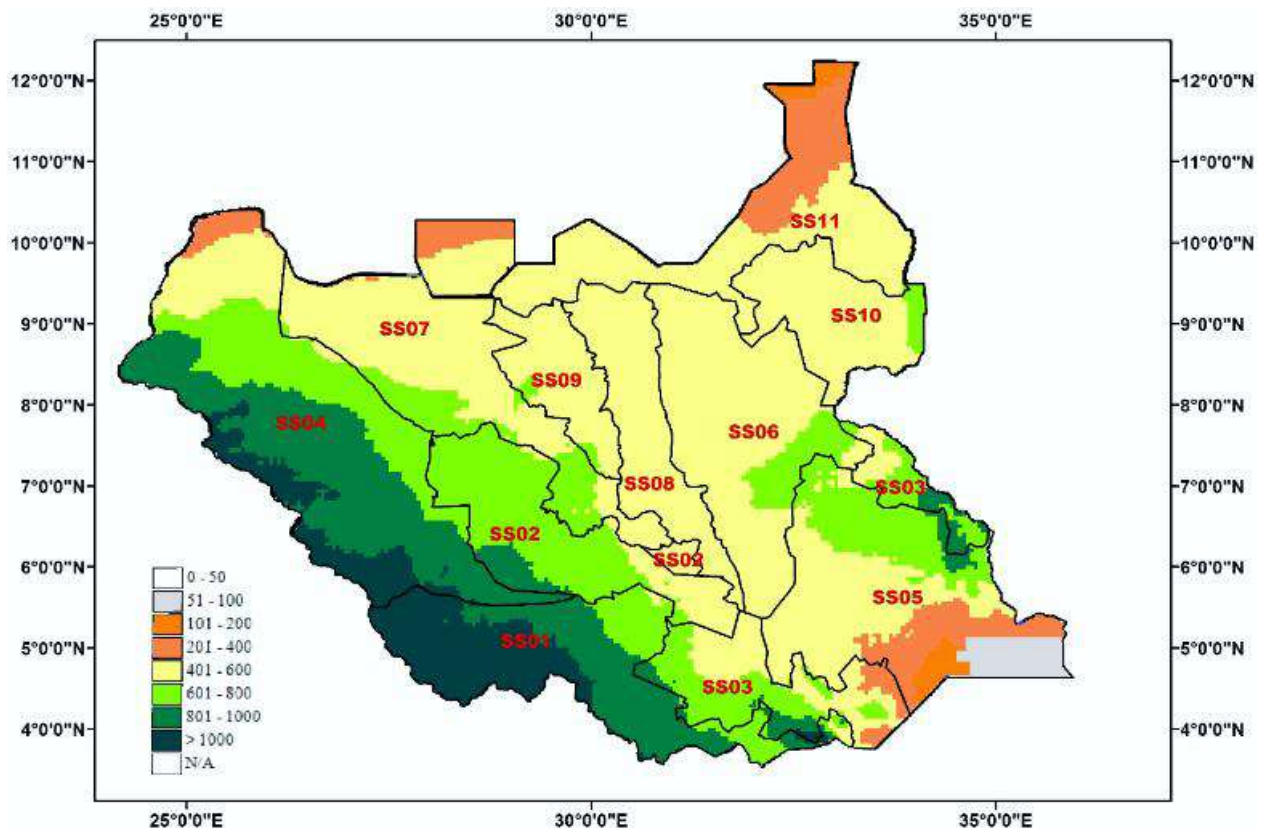 25°0'0"E 30°0'0"E 35°0'0"E
12°0'0"N 12°0'0"N
11°0'0"N 11°0'0"N
SS11
10°0'0"N 10°0'0"N
9°0'0"N SS07 SS10 9°0'0"N
SS09
8°0'0"N 8°0'0"N
SS04 SS06
7°0'0"N SS08 SS03 7°0'0"N
SS02
6°0'0"N SS02 6°0'0"N
SS05
5°0'0"N SS01 5°0'0"N
SS03
4°0'0"N 4°0'0"N
0 - 50
51 - 100
101 - 200
201 - 400
401 - 600
601 - 800
801 - 1000
> 1000
N/A
25°0'0"E 30°0'0"E 35°0'0"E